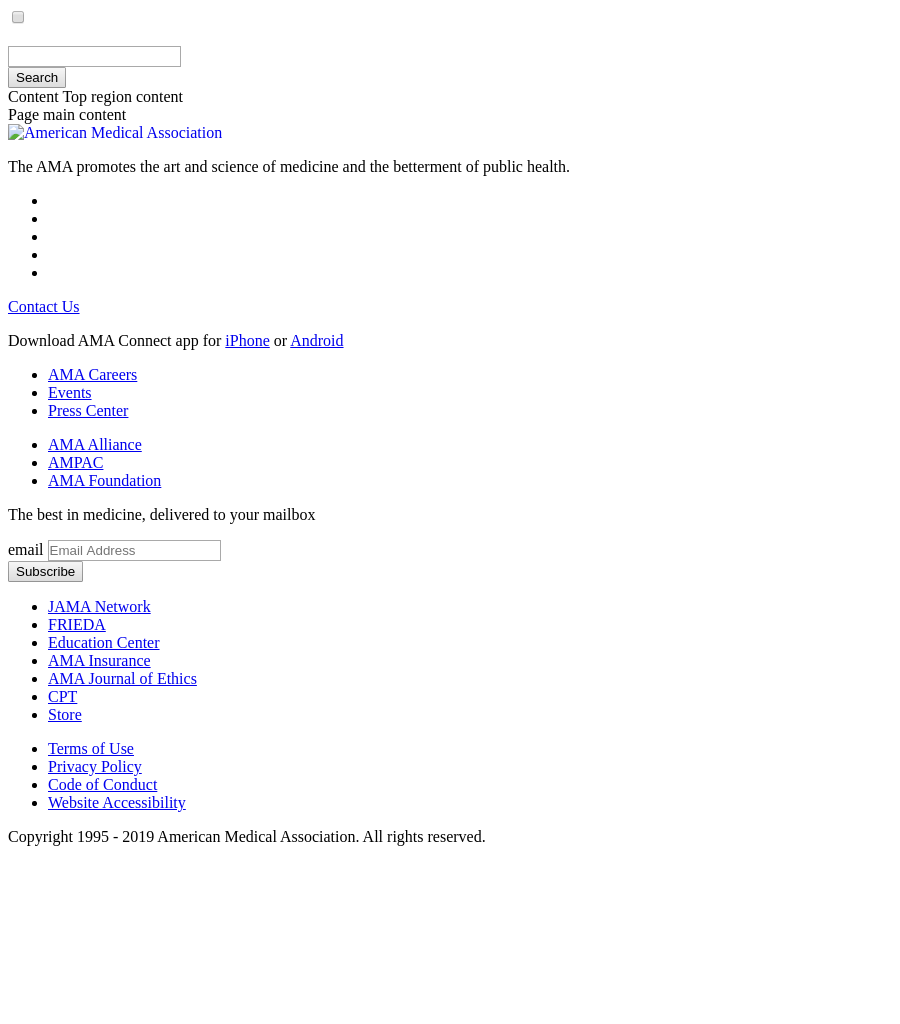 Search
Content Top region content
Page main content
American Medical Association
The AMA promotes the art and science of medicine and the betterment of public health.
Contact Us
Download AMA Connect app for iPhone or Android
AMA Careers
Events
Press Center
AMA Alliance
AMPAC
AMA Foundation
The best in medicine, delivered to your mailbox
email Email Address
Subscribe
JAMA Network
FRIEDA
Education Center
AMA Insurance
AMA Journal of Ethics
CPT
Store
Terms of Use
Privacy Policy
Code of Conduct
Website Accessibility
Copyright 1995 - 2019 American Medical Association. All rights reserved.